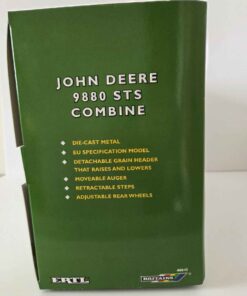 JOHN DEERE
9880 STS
COMBINE
DIE-CAST METAL
EU SPECIFICATION MODEL
DETACHABLE GRAIN HEADER
THAT RAISES AND LOWERS
MOVEABLE AUGER
RETRACTABLE STEPS
ADJUSTABLE REAR WHEELS
ERTL
BRITAINS